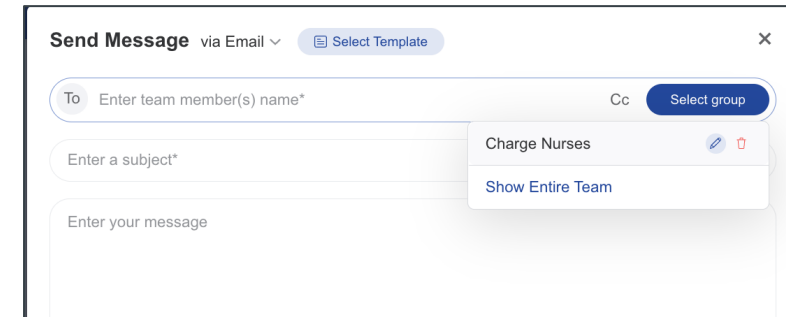 Send Message via Email Select Template
To Enter team member(s) name* Cc Select group
Charge Nurses
Enter a subject*
Show Entire Team
Enter your message